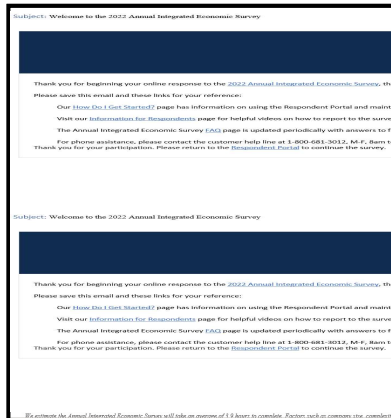 Subject: Welcome to the 2022 Annual Integrated Economic Survey
Thank you for beginning your online response to the 2022 Annual Integrated Economic Survey, th
Please save this email and these links for your reference:
Our How Do I Get Started? page has information on using the Respondent Portal and maint
Visit our Information for Respondents page for helpful videos on how to report to the surve
The Annual Integrated Economic Survey FAQ page is updated periodically with answers to f
For phone assistance, please contact the customer help line at 1-800-681-3012, M-F, 8am t
Thank you for your participation. Please return to the Respondent Portal to continue the survey.
Subject: Welcome to the 2022 Annual Integrated Economic Survey
Thank you for beginning your online response to the 2022 Annual Integrated Economic Survey, th
Please save this email and these links for your reference:
Our How Do I Get Started? page has information on using the Respondent Portal and maint
Visit our Information for Respondents page for helpful videos on how to report to the surve
The Annual Integrated Economic Survey FAQ page is updated periodically with answers to f
For phone assistance, please contact the customer help line at 1-800-681-3012, M-F, 8am t
Thank you for your participation. Please return to the Respondent Portal to continue the survey.
We estimate the Annual Integrated Economic Survey will take an average of 3.9 hours to complete. Factors such as company size, complexit